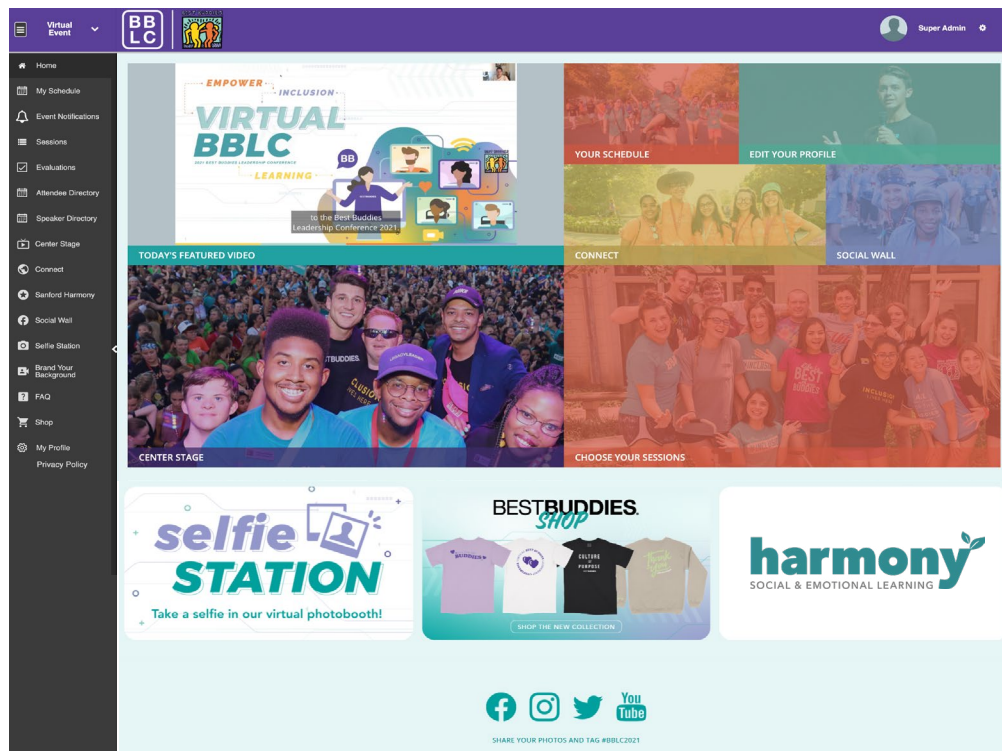 Virtual
Event
BB
LC
Super Admin
Home
My Schedule
Event Notifications
Sessions
Evaluations
Attendee Directory
Speaker Directory
Center Stage
Connect
Sanford Harmony
Social Wall
Selfie Station
Brand Your
Background
FAQ
Shop
My Profile
Privacy Policy
EMPOWER
INCLUSION
VIRTUAL
BBLC
2021 BEST BUDDIES LEADERSHIP CONFERENCE
LEARNING
BB
to the Best Buddies
Leadership Conference 2021.
TODAY'S FEATURED VIDEO
YOUR SCHEDULE
EDIT YOUR PROFILE
CONNECT
SOCIAL WALL
CENTER STAGE
CHOOSE YOUR SESSIONS
selfie
STATION
Take a selfie in our virtual photobooth!
BESTBUDDIES.
SHOP
BUDDIES
CULTURE
OF
PURPOSE
SHOP THE NEW COLLECTION
harmony
SOCIAL & EMOTIONAL LEARNING
You
Tube
SHARE YOUR PHOTOS AND TAG #BBLC2021